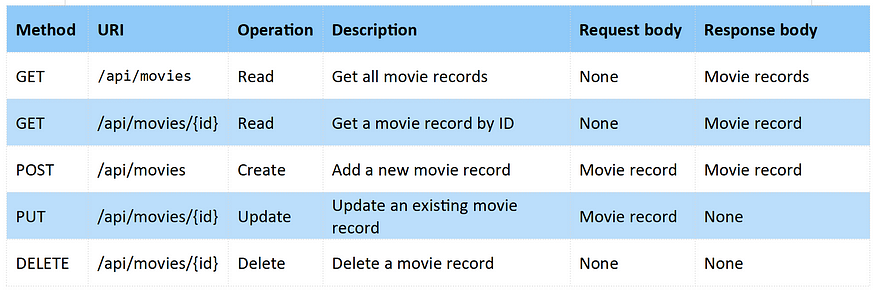 Method URI Operation Description Request body Response body
GET /api/movies Read Get all movie records None Movie records
GET /api/movies/{id} Read Get a movie record by ID None Movie record
POST /api/movies Create Add a new movie record Movie record Movie record
PUT /api/movies/{id} Update Update an existing movie record Movie record None
DELETE /api/movies/{id} Delete Delete a movie record None None